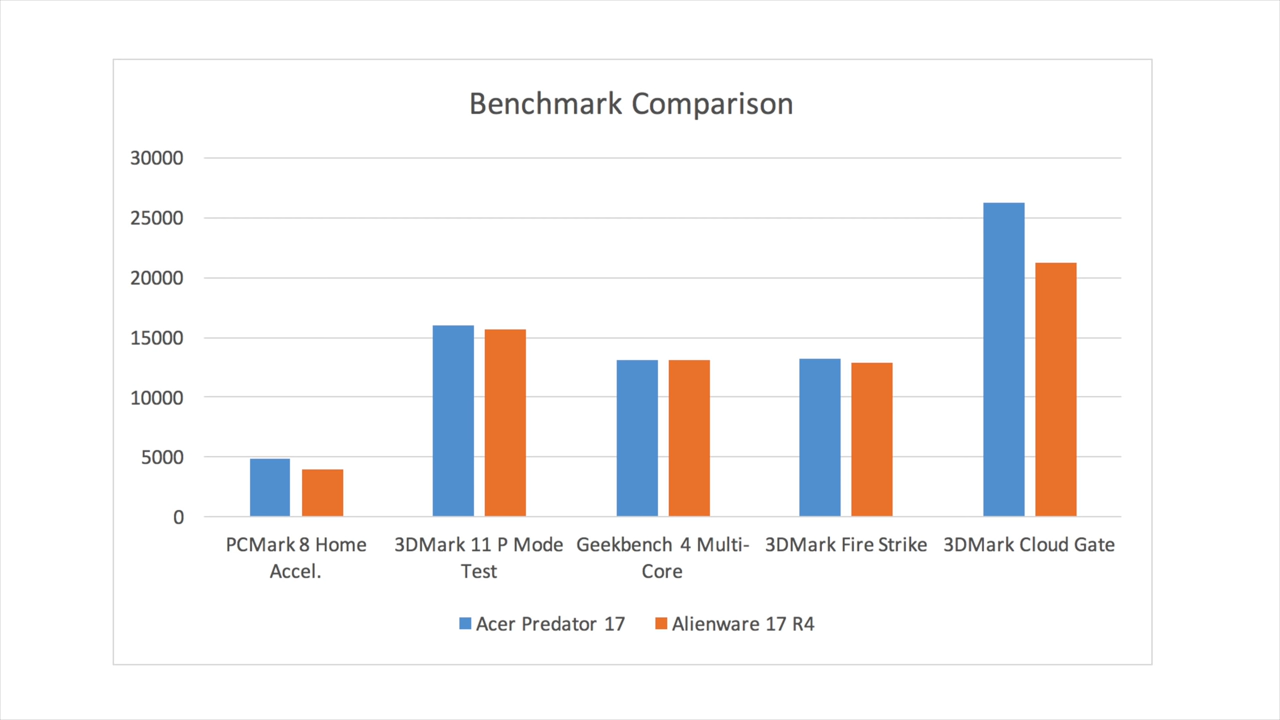 Benchmark Comparison
30000
25000
20000
15000
10000
5000
0
PCMark 8 Home
Accel.
3DMark 11 P Mode
Test
Geekbench 4 Multi-
Core
3DMark Fire Strike
3DMark Cloud Gate
Acer Predator 17
Alienware 17 R4